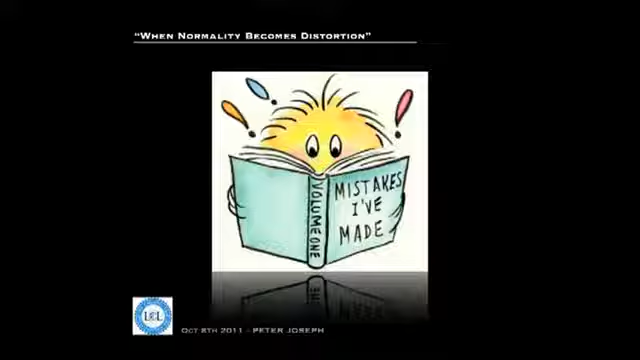 "When Normality Becomes Distortion"
VOLUME ONE
MISTAKES
I'VE
MADE
Oct 8th 2011 - Peter Joseph